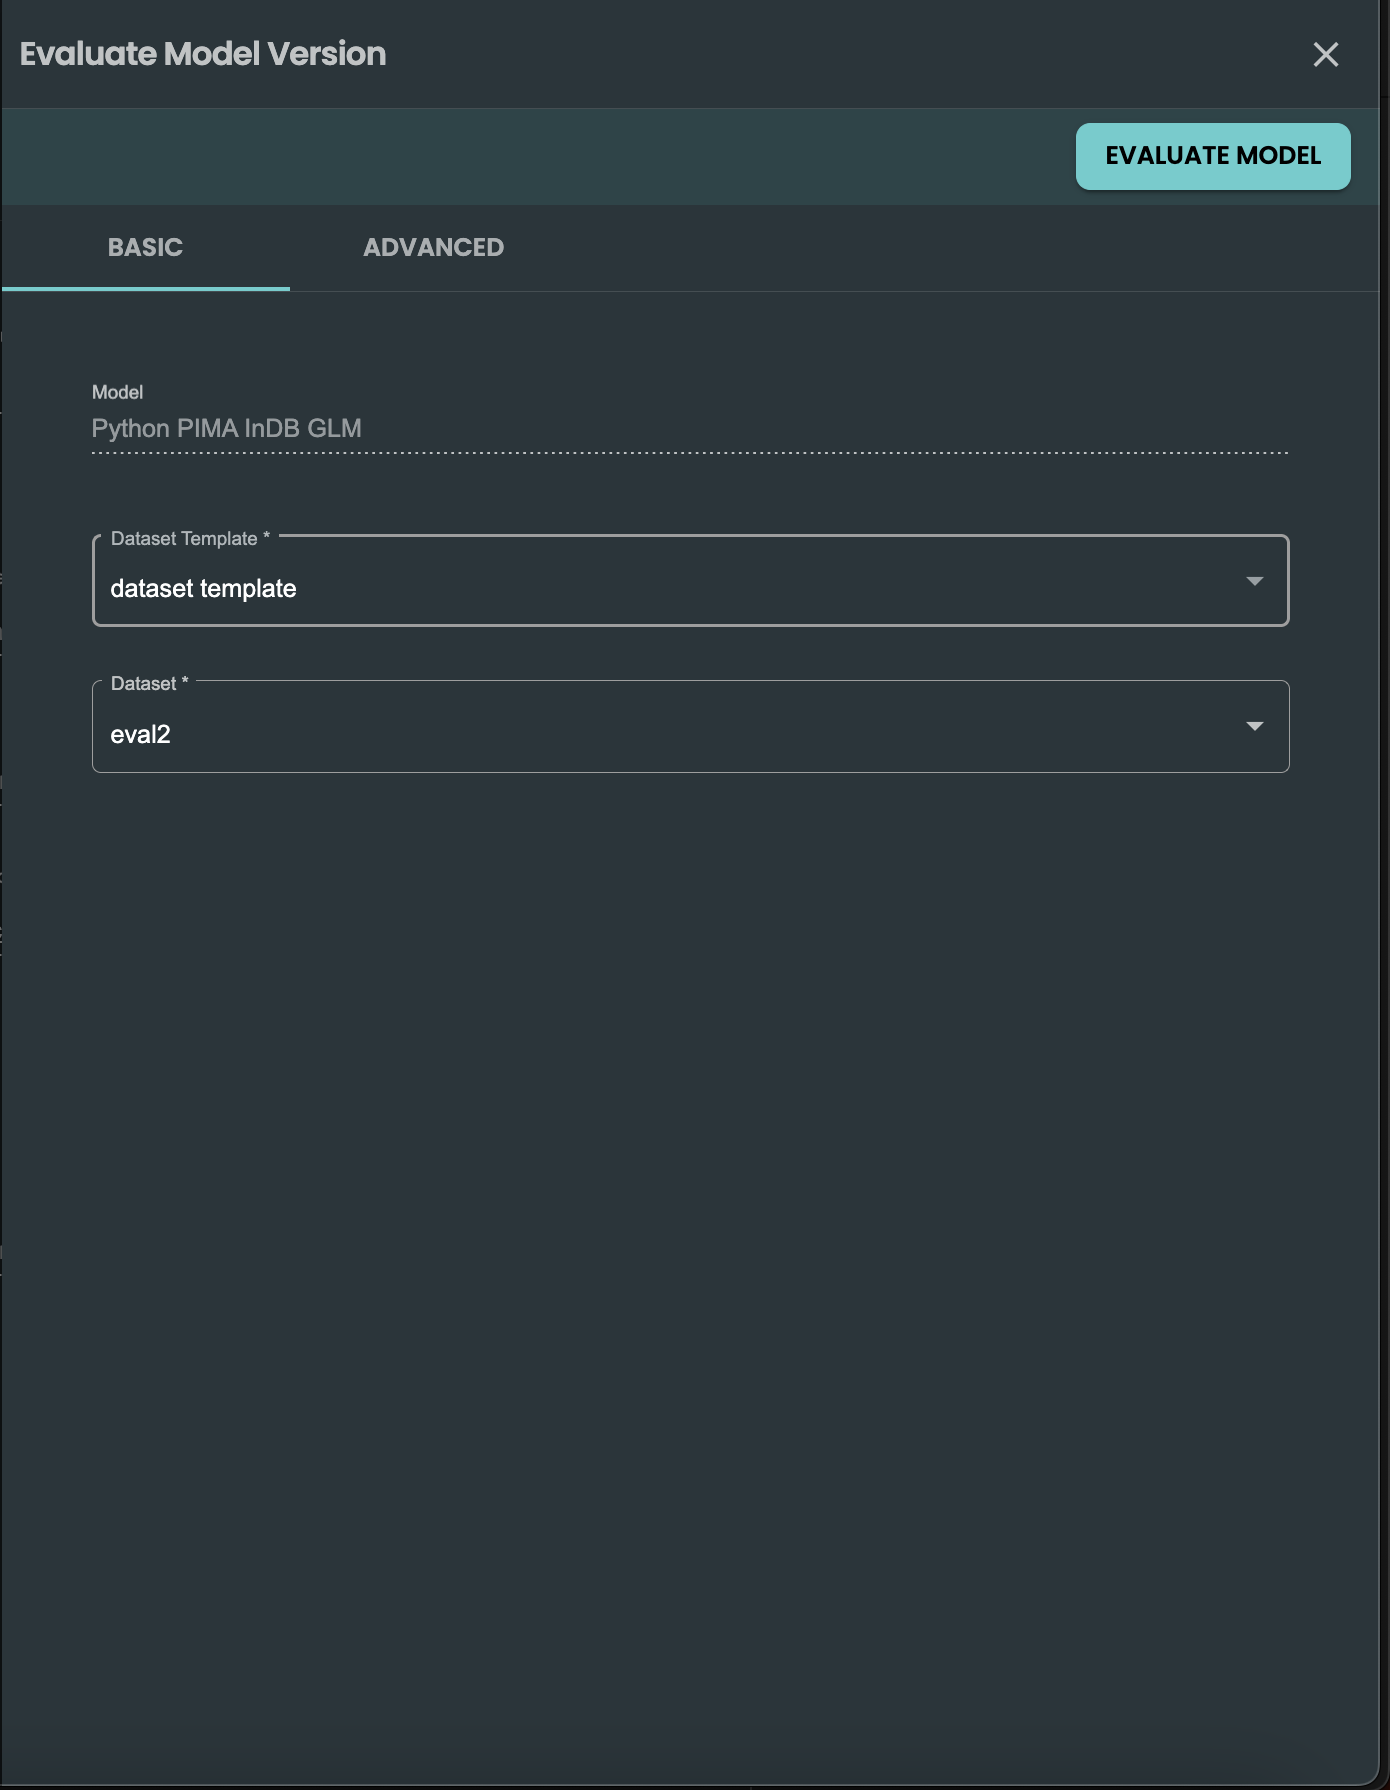 Evaluate Model Version
EVALUATE MODEL
BASIC ADVANCED
Model
Python PIMA InDB GLM
Dataset Template *
dataset template
Dataset *
eval2